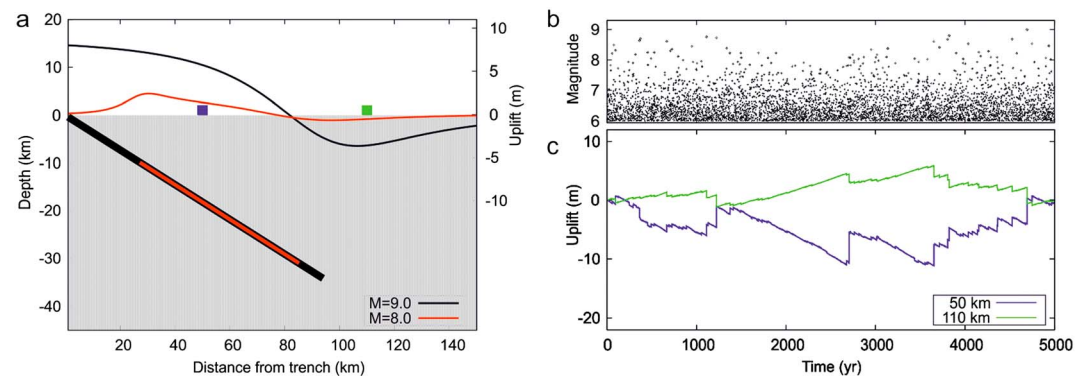 a
20
10
0
-10
-20
-30
-40
Depth (km)
10
5
0
-5
-10
Uplift (m)
M=9.0
M=8.0
20 40 60 80 100 120 140
Distance from trench (km)
b
9
8
7
6
Magnitude
c
10
0
-10
-20
Uplift (m)
50 km
110 km
0 1000 2000 3000 4000 5000
Time (yr)